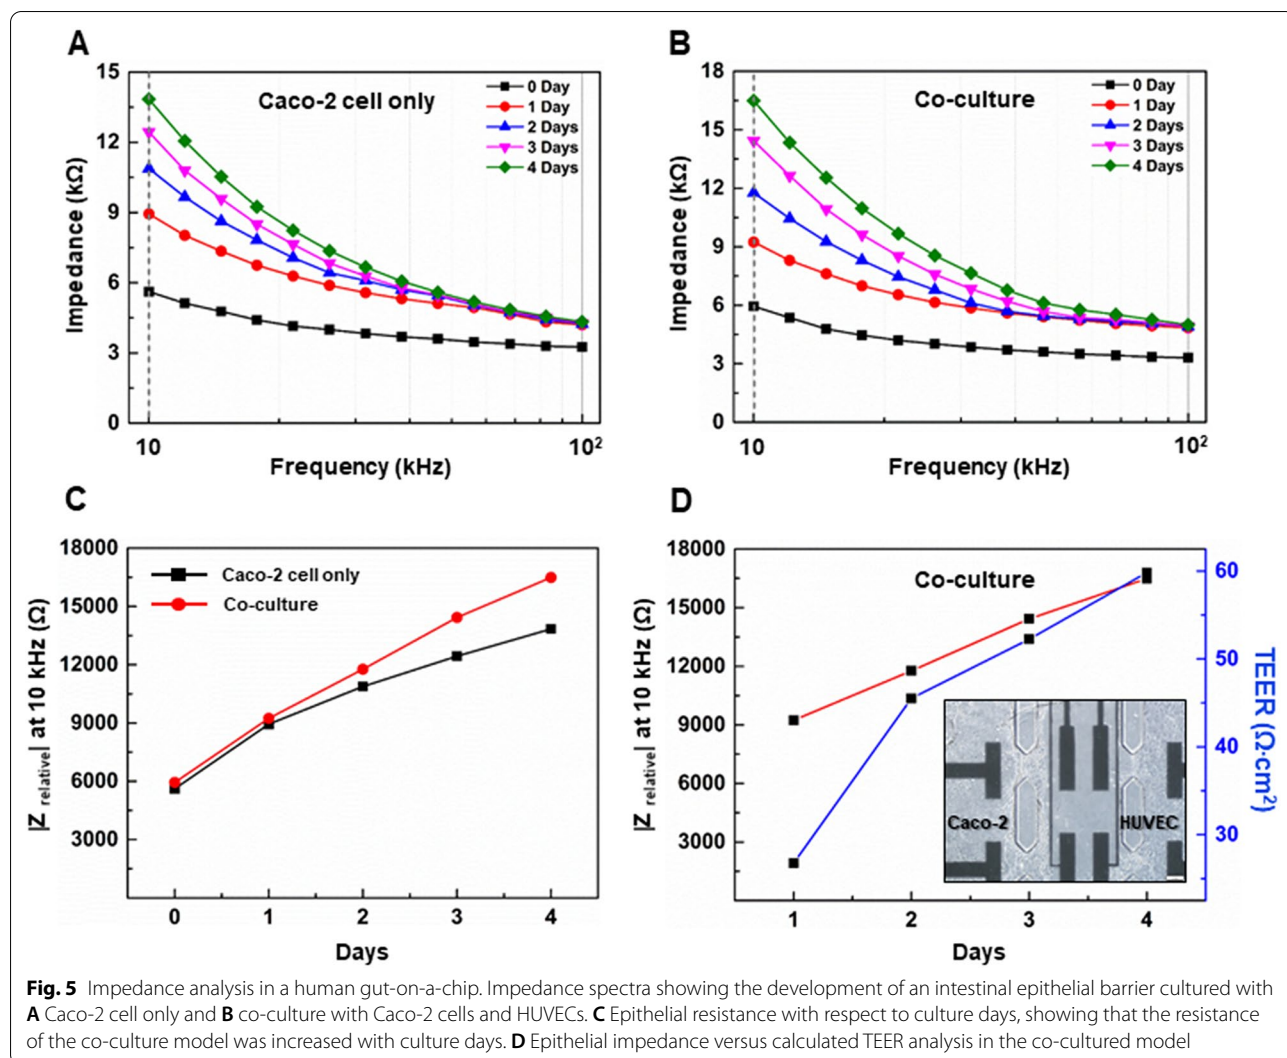 A
Caco-2 cell only
0 Day
1 Day
2 Days
3 Days
4 Days
15
12
9
6
3
0
Impedance (kΩ)
10
10²
Frequency (kHz)
B
Co-culture
0 Day
1 Day
2 Days
3 Days
4 Days
18
15
12
9
6
3
0
Impedance (kΩ)
10
10²
Frequency (kHz)
C
Caco-2 cell only
Co-culture
18000
15000
12000
9000
6000
3000
|Z relative| at 10 kHz (Ω)
0 1 2 3 4
Days
D
Co-culture
18000
15000
12000
9000
6000
3000
|Z relative| at 10 kHz (Ω)
60
50
40
30
TEER (Ω·cm²)
Caco-2
HUVEC
1 2 3 4
Days
Fig. 5 Impedance analysis in a human gut-on-a-chip. Impedance spectra showing the development of an intestinal epithelial barrier cultured with
A Caco-2 cell only and B co-culture with Caco-2 cells and HUVECs. C Epithelial resistance with respect to culture days, showing that the resistance
of the co-culture model was increased with culture days. D Epithelial impedance versus calculated TEER analysis in the co-cultured model